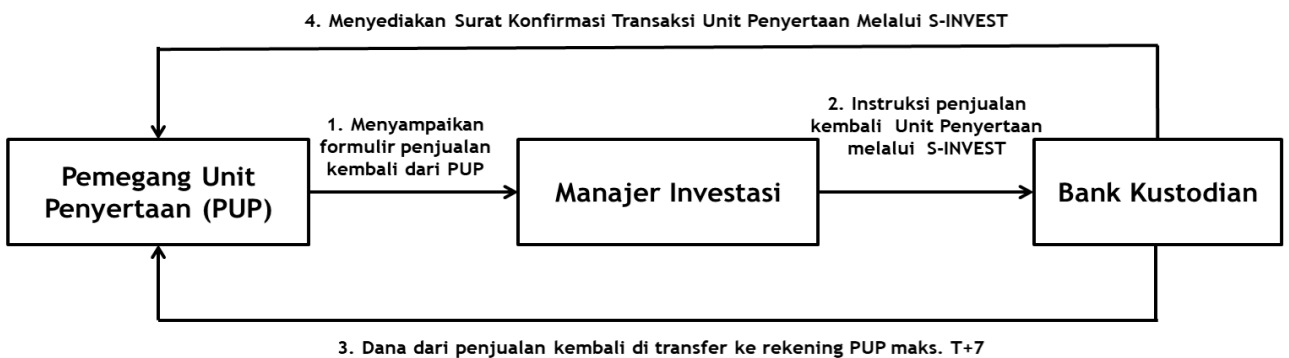 4. Menyediakan Surat Konfirmasi Transaksi Unit Penyertaan Melalui S-INVEST
1. Menyampaikan
formulir penjualan
kembali dari PUP
2. Instruksi penjualan
kembali Unit Penyertaan
melalui S-INVEST
Pemegang Unit
Penyertaan (PUP)
Manajer Investasi
Bank Kustodian
3. Dana dari penjualan kembali di transfer ke rekening PUP maks. T+7